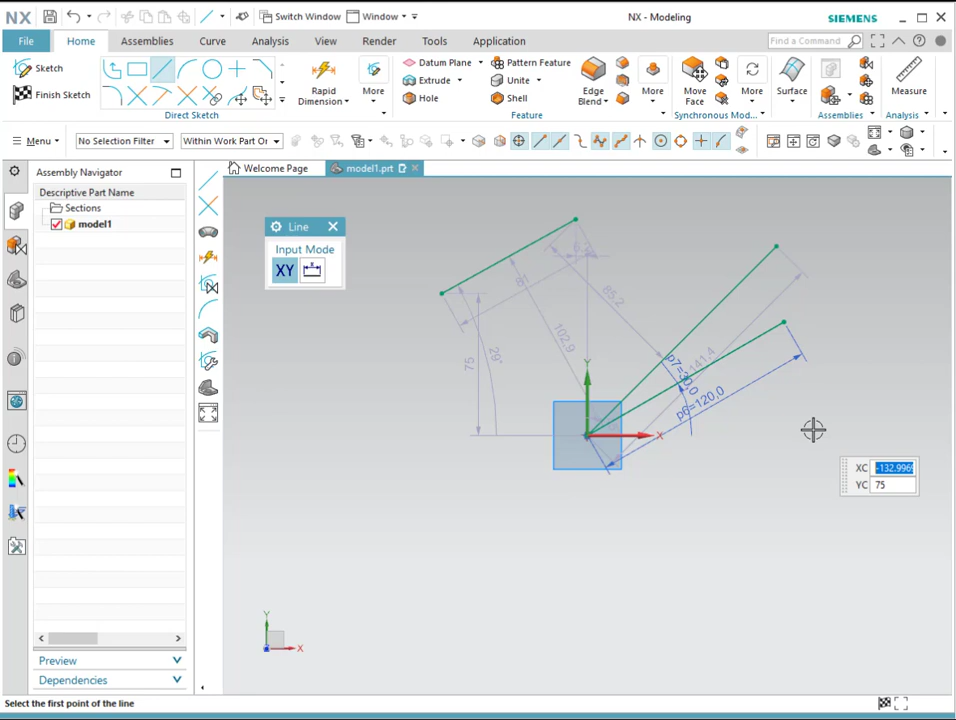 NX
Switch Window
Window
NX - Modeling
SIEMENS
File
Home
Assemblies
Curve
Analysis
View
Render
Tools
Application
Find a Command
Sketch
Finish Sketch
Direct Sketch
Rapid
Dimension
More
Datum Plane
Extrude
Hole
Pattern Feature
Unite
Shell
Edge
Blend
More
Feature
Move
Face
More
Synchronous Mod...
Surface
Assemblies
Measure
Analysis
Menu
No Selection Filter
Within Work Part Or
Assembly Navigator
Descriptive Part Name
Sections
model1
Welcome Page
model1.prt
Line
Input Mode
XY
81
85,2
102,9
75
29°
141,4
p7=30,0
p6=120,0
Y
X
XC -132.996
YC 75
Y
X
Preview
Dependencies
Select the first point of the line